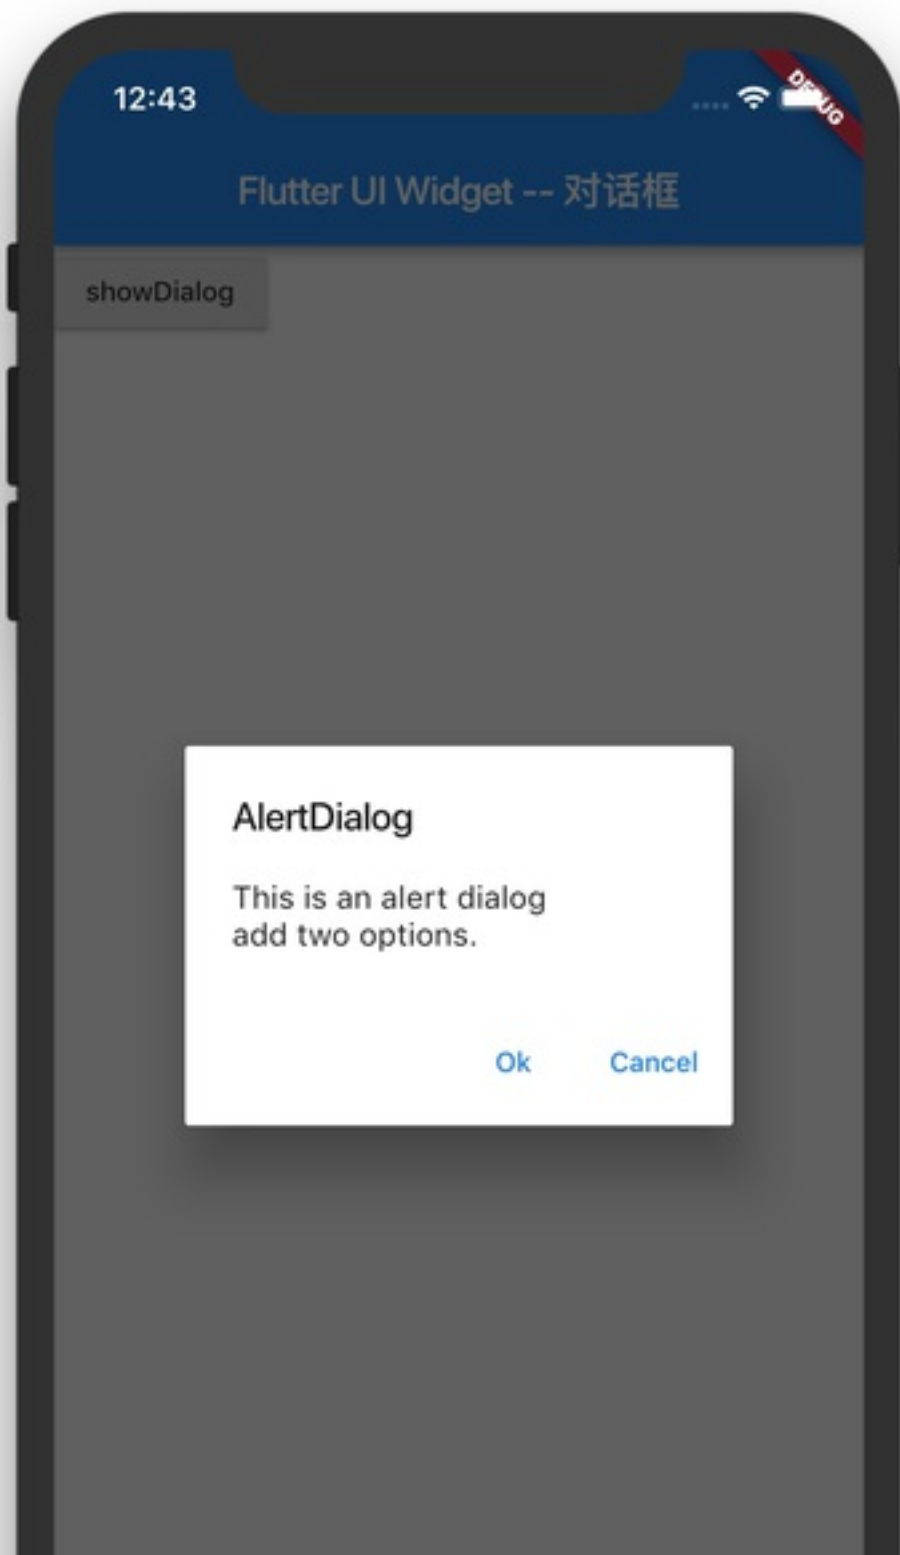 12:43
DEBUG
Flutter UI Widget -- 对话框
showDialog
AlertDialog
This is an alert dialog
add two options.
Ok
Cancel